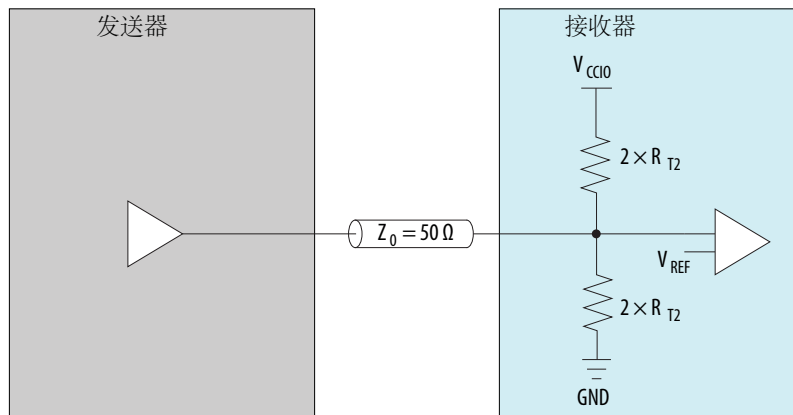 发送器
接收器
V CCIO
2 × R T2
Z 0 = 50 Ω
V REF
2 × R T2
GND